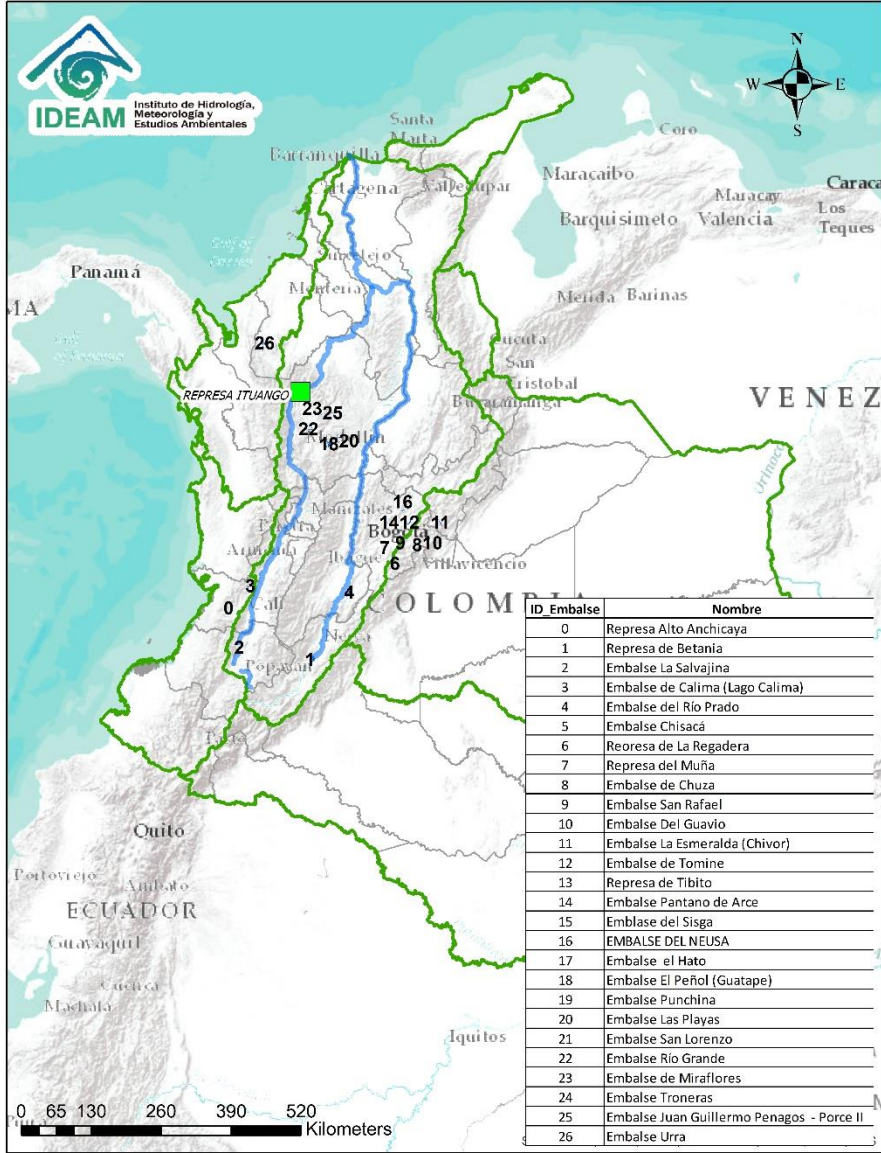 IDEAM
Instituto de Hidrología,
Meteorología y
Estudios Ambientales
N
W E
S
Santa
Marta
Coro
Barranquilla
Cartagena
Valledupar
Maracaibo
Maracay
Caraca
Barquisimeto
Valencia
Los
Teques
Panamá
Sincelejo
MA
Montería
Merida
Barinas
26
Cucuta
San
Cristobal
REPRESA ITUANGO
Bucaramanga
VENEZ
23
25
22
Medellín
18
20
Orinoco
16
Manizales
14
12
11
Bogotá
7
9
8
10
Armenia
Ibague
6
Villavicencio
3
4
COLOMBIA
0
Cali
Neiva
2
1
Popayan
Pasto
Quito
Portoviejo
Ambato
ECUADOR
Guayaquil
Cuenca
Machala
Iquitos
ID_Embalse Nombre
0 Represa Alto Anchicaya
1 Represa de Betania
2 Embalse La Salvajina
3 Embalse de Calima (Lago Calima)
4 Embalse del Río Prado
5 Embalse Chisacá
6 Reoresa de La Regadera
7 Represa del Muña
8 Embalse de Chuza
9 Embalse San Rafael
10 Embalse Del Guavio
11 Embalse La Esmeralda (Chivor)
12 Embalse de Tomine
13 Represa de Tibito
14 Embalse Pantano de Arce
15 Emblase del Sisga
16 EMBALSE DEL NEUSA
17 Embalse el Hato
18 Embalse El Peñol (Guatape)
19 Embalse Punchina
20 Embalse Las Playas
21 Embalse San Lorenzo
22 Embalse Río Grande
23 Embalse de Miraflores
24 Embalse Troneras
25 Embalse Juan Guillermo Penagos - Porce II
26 Embalse Urra
0 65 130 260 390 520
Kilometers